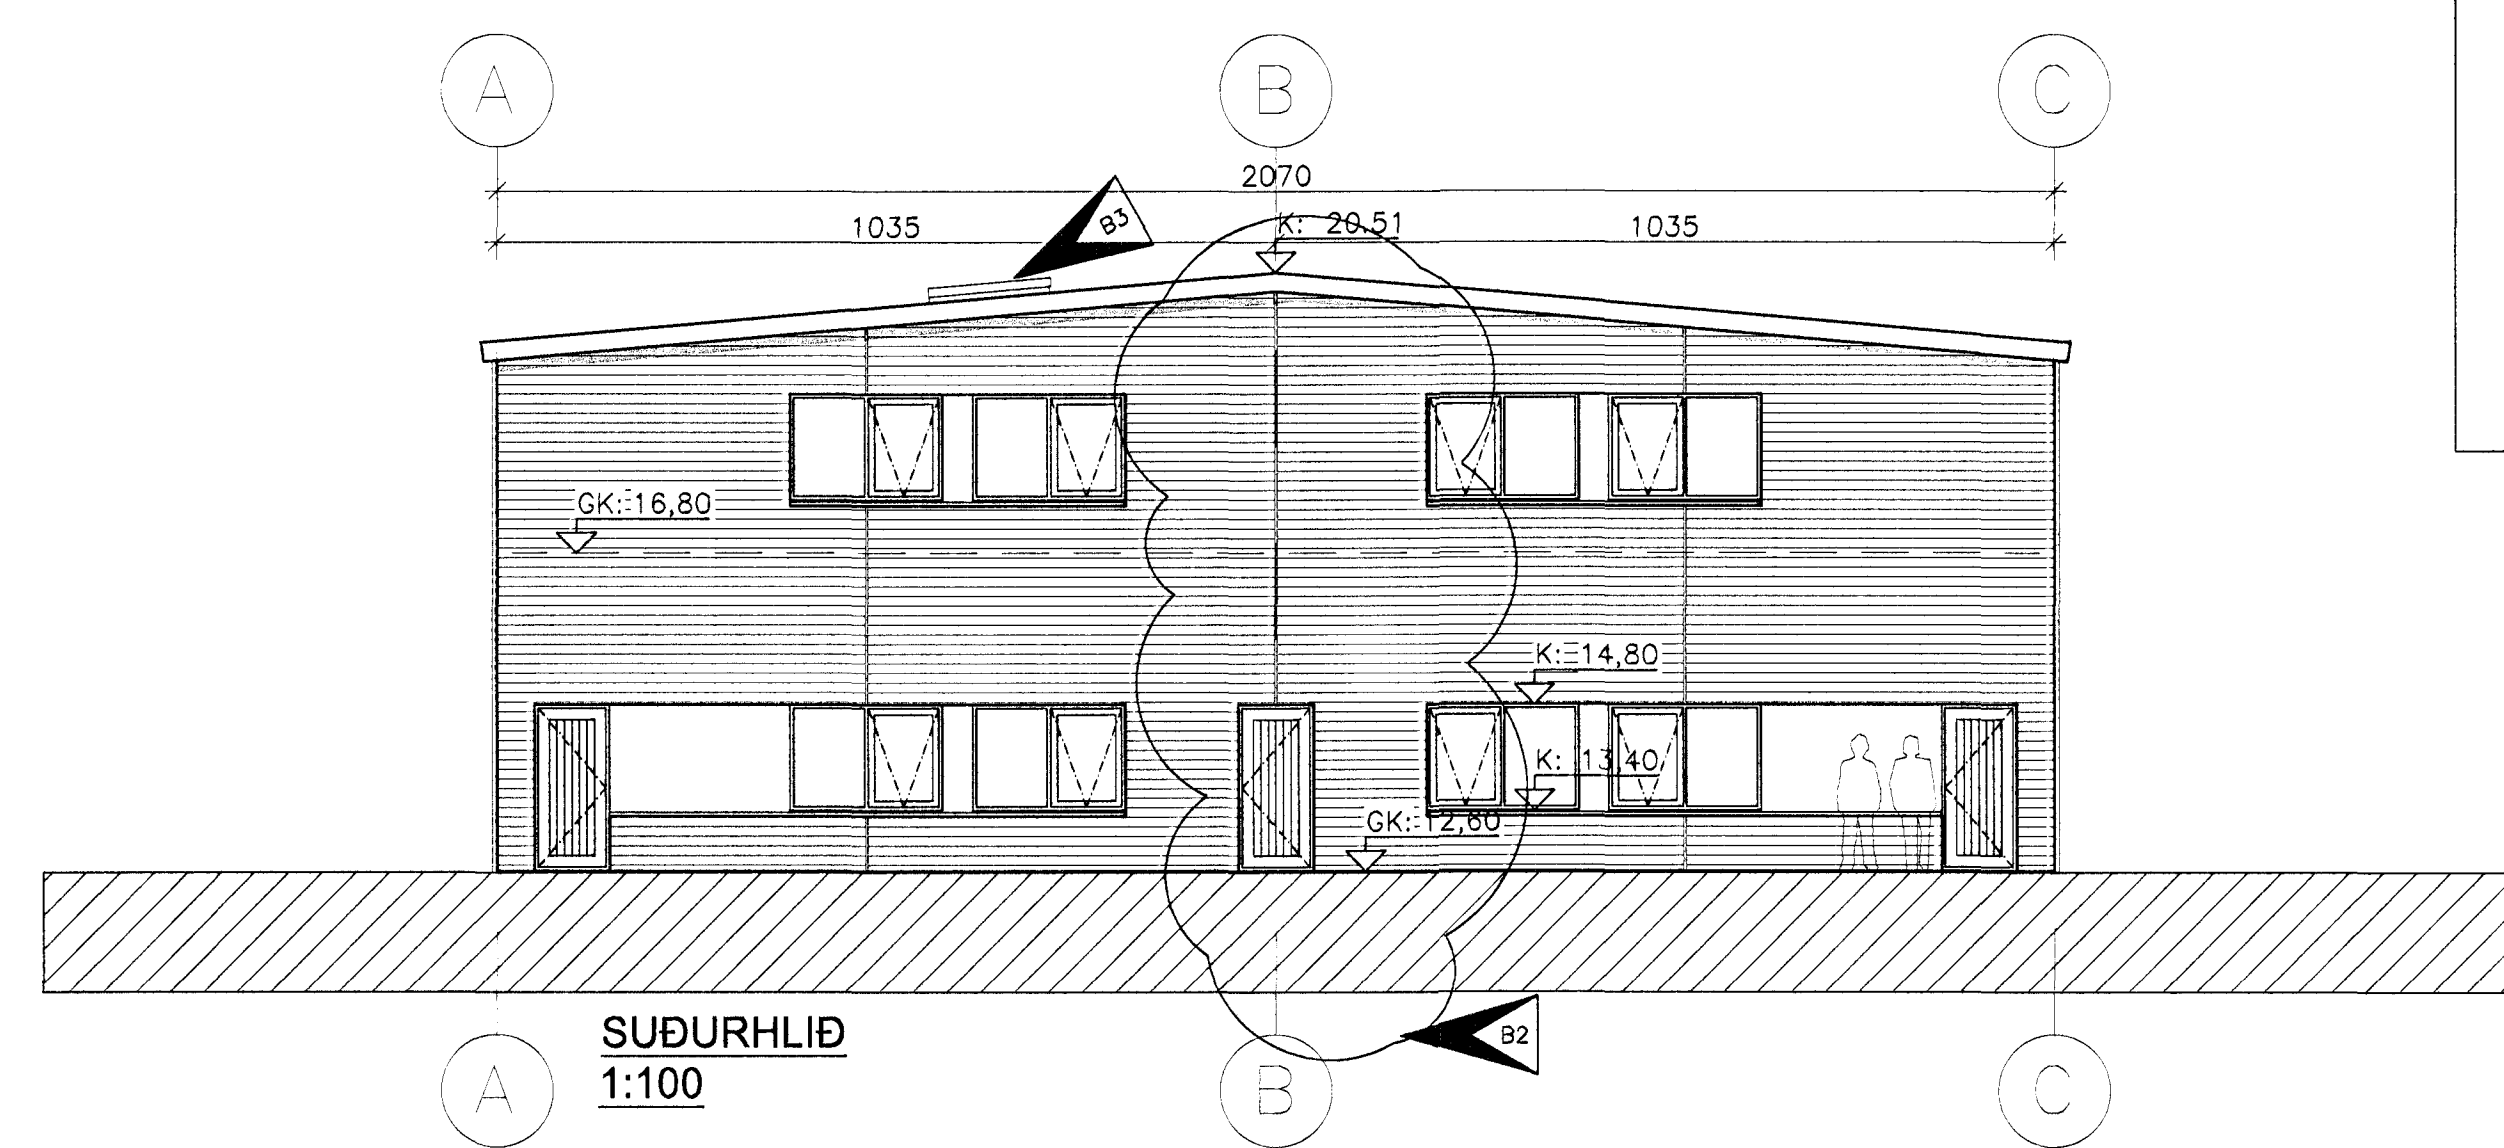 A B C
2070
B3
1035 K: 20.51 1035
GK: 16,80
K: 14,80
K: 13,40
GK: 12,60
SUÐURHLIÐ
1:100
B2
A B C